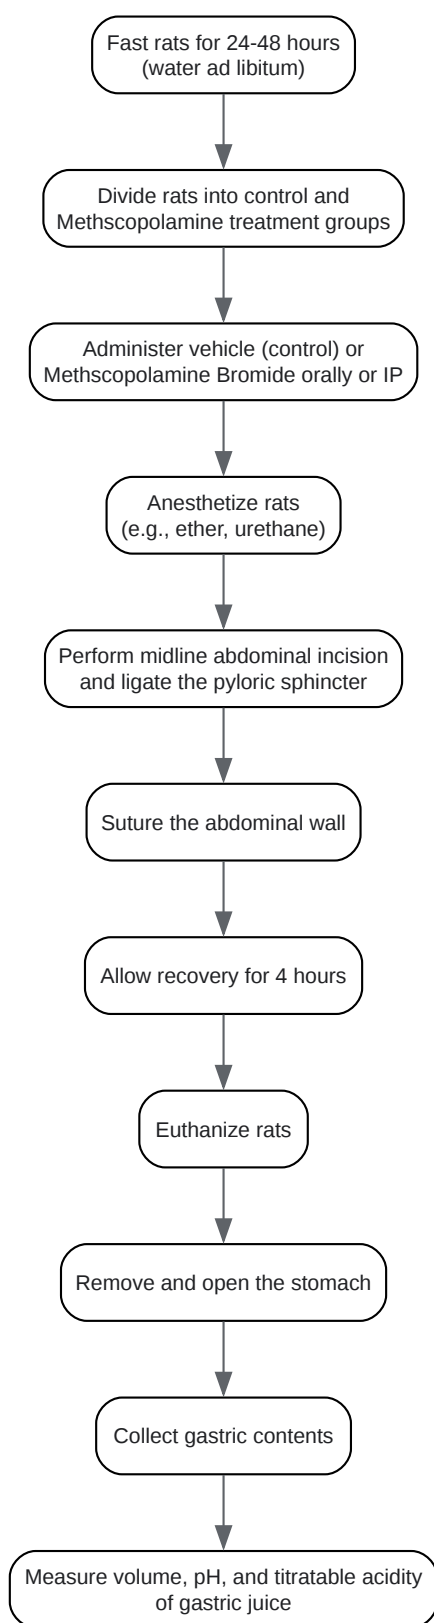 Fast rats for 24-48 hours
(water ad libitum)
Divide rats into control and
Methscopolamine treatment groups
Administer vehicle (control) or
Methscopolamine Bromide orally or IP
Anesthetize rats
(e.g., ether, urethane)
Perform midline abdominal incision
and ligate the pyloric sphincter
Suture the abdominal wall
Allow recovery for 4 hours
Euthanize rats
Remove and open the stomach
Collect gastric contents
Measure volume, pH, and titratable acidity
of gastric juice